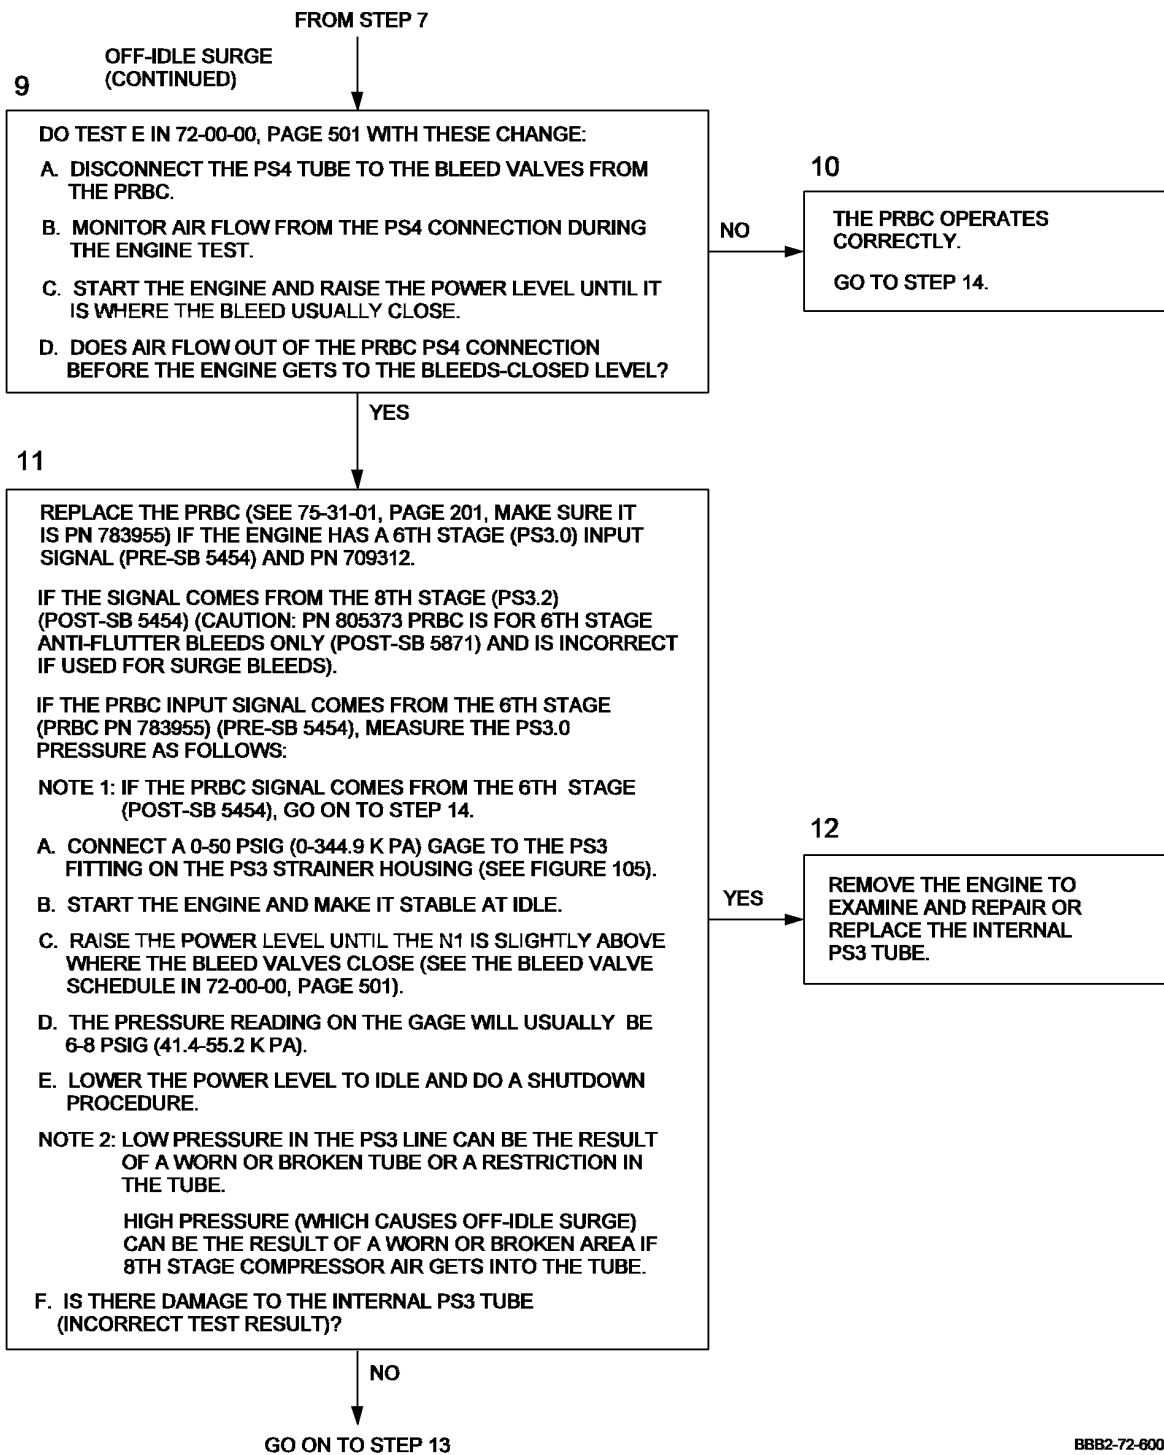 FROM STEP 7
OFF-IDLE SURGE
(CONTINUED)
9
DO TEST E IN 72-00-00, PAGE 501 WITH THESE CHANGE:
A. DISCONNECT THE PS4 TUBE TO THE BLEED VALVES FROM
THE PRBC.
B. MONITOR AIR FLOW FROM THE PS4 CONNECTION DURING
THE ENGINE TEST.
C. START THE ENGINE AND RAISE THE POWER LEVEL UNTIL IT
IS WHERE THE BLEED USUALLY CLOSE.
D. DOES AIR FLOW OUT OF THE PRBC PS4 CONNECTION
BEFORE THE ENGINE GETS TO THE BLEEDS-CLOSED LEVEL?
NO
10
THE PRBC OPERATES
CORRECTLY.
GO TO STEP 14.
YES
11
REPLACE THE PRBC (SEE 75-31-01, PAGE 201, MAKE SURE IT
IS PN 783955) IF THE ENGINE HAS A 6TH STAGE (PS3.0) INPUT
SIGNAL (PRE-SB 5454) AND PN 709312.
IF THE SIGNAL COMES FROM THE 8TH STAGE (PS3.2)
(POST-SB 5454) (CAUTION: PN 805373 PRBC IS FOR 6TH STAGE
ANTI-FLUTTER BLEEDS ONLY (POST-SB 5871) AND IS INCORRECT
IF USED FOR SURGE BLEEDS).
IF THE PRBC INPUT SIGNAL COMES FROM THE 6TH STAGE
(PRBC PN 783955) (PRE-SB 5454), MEASURE THE PS3.0
PRESSURE AS FOLLOWS:
NOTE 1: IF THE PRBC SIGNAL COMES FROM THE 6TH STAGE
(POST-SB 5454), GO ON TO STEP 14.
A. CONNECT A 0-50 PSIG (0-344.9 K PA) GAGE TO THE PS3
FITTING ON THE PS3 STRAINER HOUSING (SEE FIGURE 105).
B. START THE ENGINE AND MAKE IT STABLE AT IDLE.
C. RAISE THE POWER LEVEL UNTIL THE N1 IS SLIGHTLY ABOVE
WHERE THE BLEED VALVES CLOSE (SEE THE BLEED VALVE
SCHEDULE IN 72-00-00, PAGE 501).
D. THE PRESSURE READING ON THE GAGE WILL USUALLY BE
6-8 PSIG (41.4-55.2 K PA).
E. LOWER THE POWER LEVEL TO IDLE AND DO A SHUTDOWN
PROCEDURE.
NOTE 2: LOW PRESSURE IN THE PS3 LINE CAN BE THE RESULT
OF A WORN OR BROKEN TUBE OR A RESTRICTION IN
THE TUBE.
HIGH PRESSURE (WHICH CAUSES OFF-IDLE SURGE)
CAN BE THE RESULT OF A WORN OR BROKEN AREA IF
8TH STAGE COMPRESSOR AIR GETS INTO THE TUBE.
F. IS THERE DAMAGE TO THE INTERNAL PS3 TUBE
(INCORRECT TEST RESULT)?
YES
12
REMOVE THE ENGINE TO
EXAMINE AND REPAIR OR
REPLACE THE INTERNAL
PS3 TUBE.
NO
GO ON TO STEP 13
BBB2-72-600